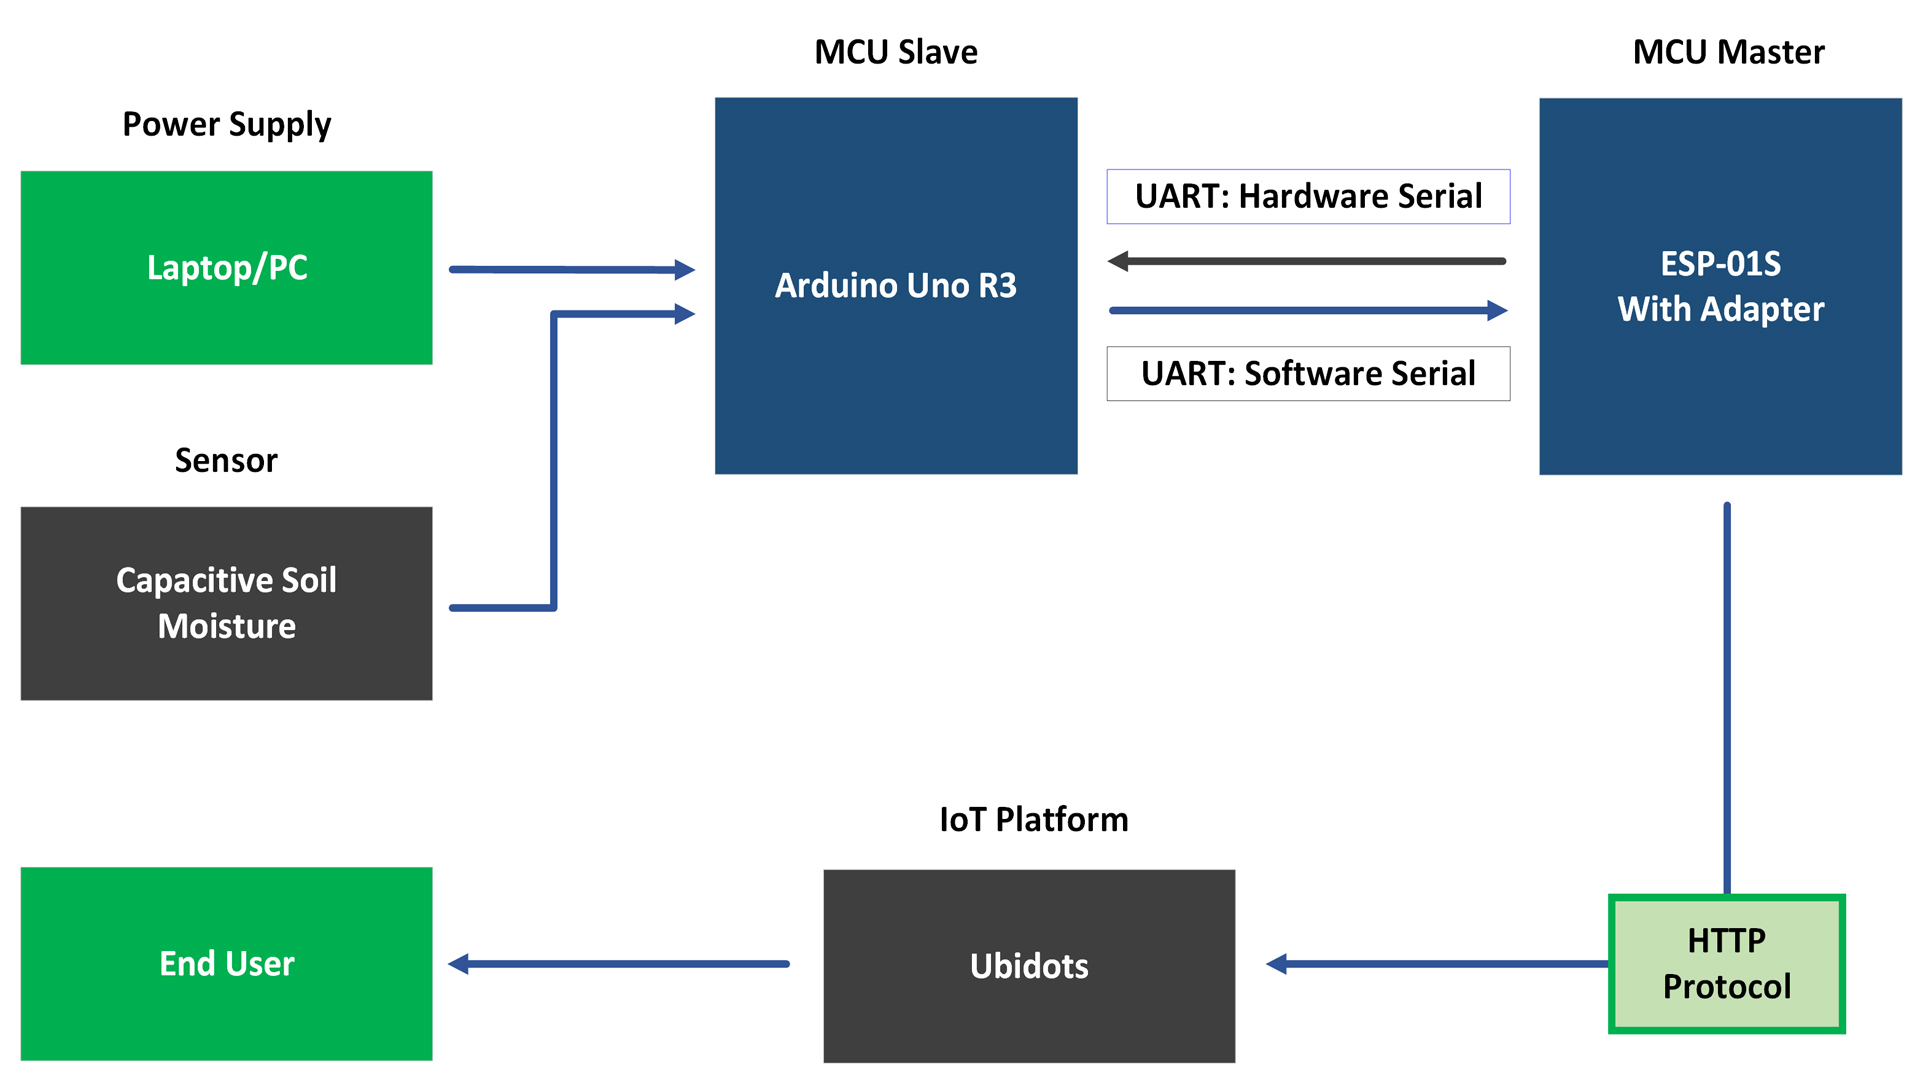 MCU Slave
MCU Master
Power Supply
Laptop/PC
Arduino Uno R3
UART: Hardware Serial
UART: Software Serial
ESP-01S
With Adapter
Sensor
Capacitive Soil
Moisture
IoT Platform
End User
Ubidots
HTTP
Protocol